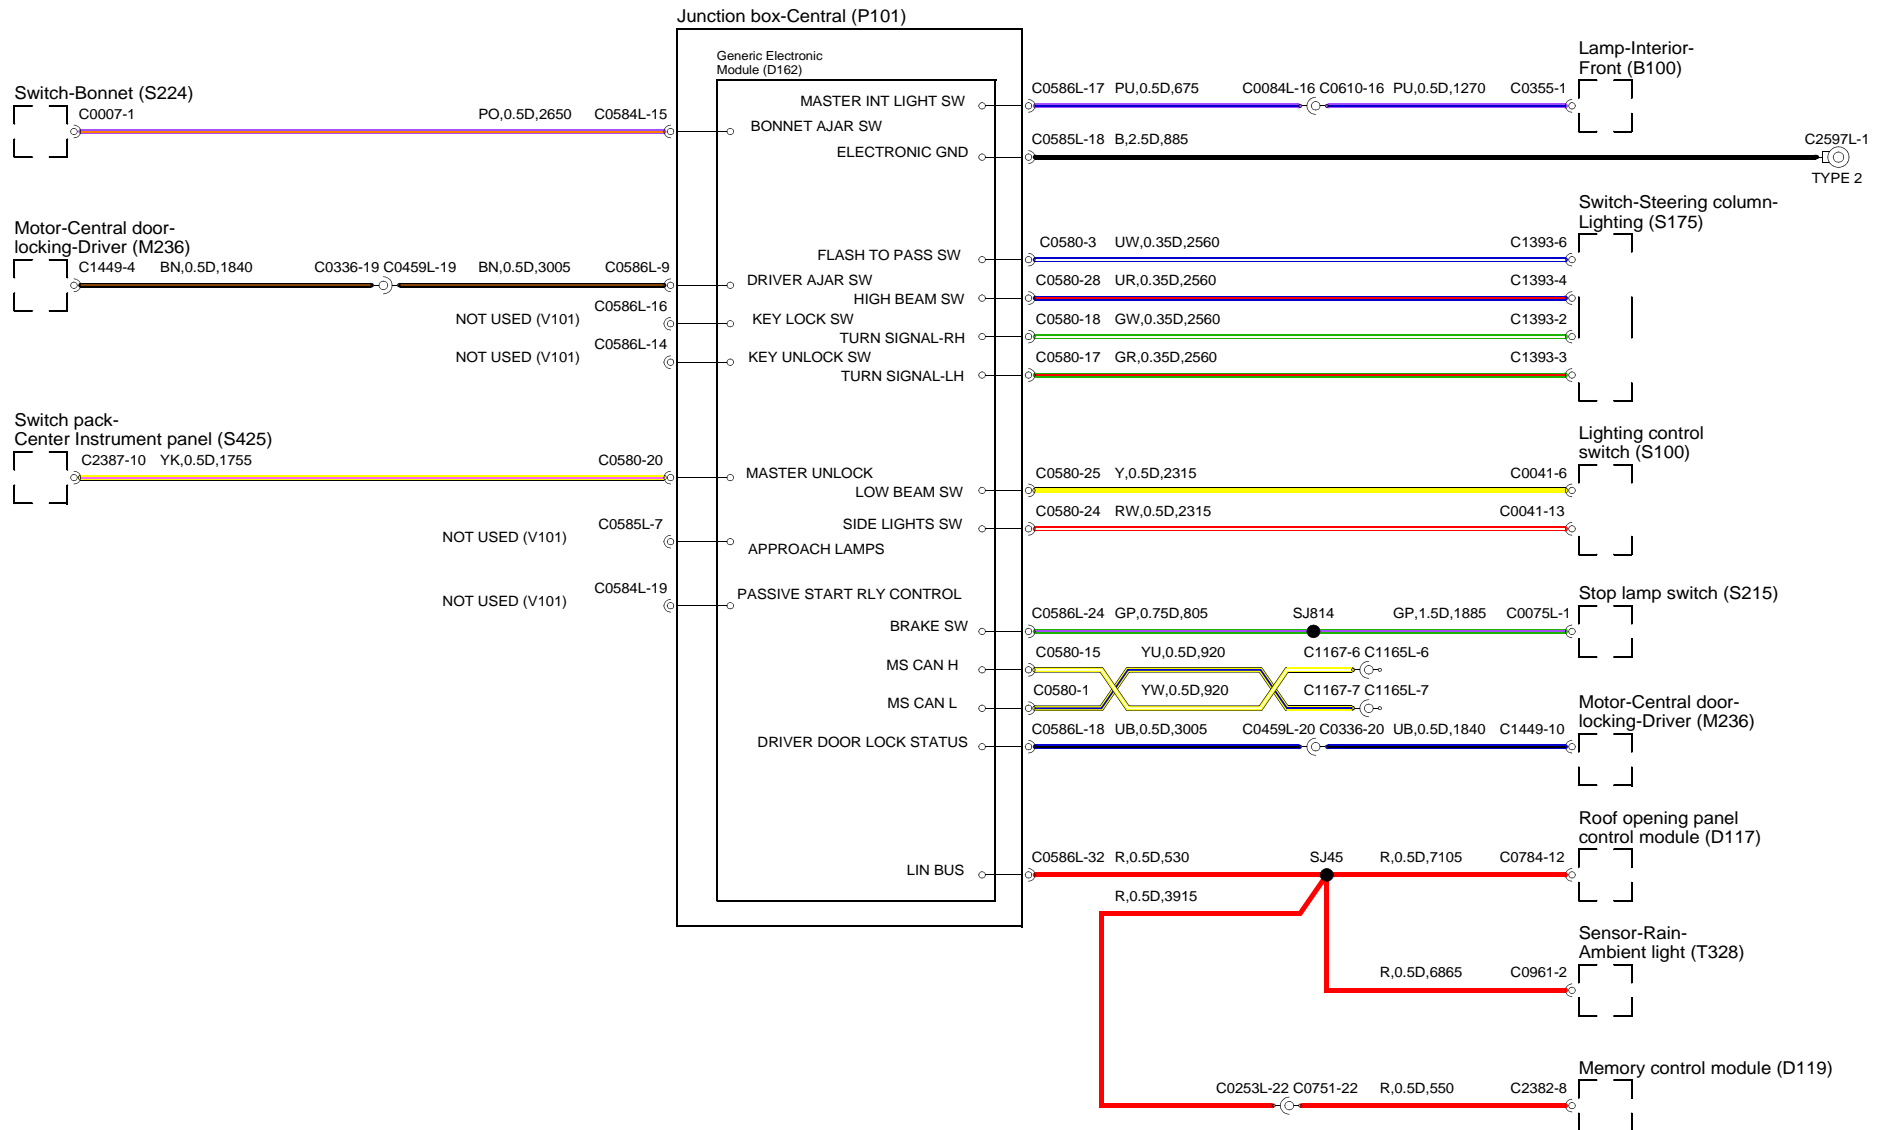 Junction box-Central (P101)
Generic Electronic
Module (D162)
Switch-Bonnet (S224)
C0007-1 PO,0.5D,2650 C0584L-15
BONNET AJAR SW
Motor-Central door-
locking-Driver (M236)
C1449-4 BN,0.5D,1840 C0336-19 C0459L-19 BN,0.5D,3005 C0586L-9
DRIVER AJAR SW
NOT USED (V101) C0586L-16
KEY LOCK SW
NOT USED (V101) C0586L-14
KEY UNLOCK SW
Switch pack-
Center Instrument panel (S425)
C2387-10 YK,0.5D,1755 C0580-20
MASTER UNLOCK
NOT USED (V101) C0585L-7
APPROACH LAMPS
NOT USED (V101) C0584L-19
PASSIVE START RLY CONTROL
Lamp-Interior-
Front (B100)
MASTER INT LIGHT SW C0586L-17 PU,0.5D,675 C0084L-16 C0610-16 PU,0.5D,1270 C0355-1
ELECTRONIC GND C0585L-18 B,2.5D,885 C2597L-1
TYPE 2
Switch-Steering column-
Lighting (S175)
FLASH TO PASS SW C0580-3 UW,0.35D,2560 C1393-6
HIGH BEAM SW C0580-28 UR,0.35D,2560 C1393-4
TURN SIGNAL-RH C0580-18 GW,0.35D,2560 C1393-2
TURN SIGNAL-LH C0580-17 GR,0.35D,2560 C1393-3
Lighting control
switch (S100)
LOW BEAM SW C0580-25 Y,0.5D,2315 C0041-6
SIDE LIGHTS SW C0580-24 RW,0.5D,2315 C0041-13
Stop lamp switch (S215)
BRAKE SW C0586L-24 GP,0.75D,805 SJ814 GP,1.5D,1885 C0075L-1
MS CAN H C0580-15 YU,0.5D,920 C1167-6 C1165L-6
MS CAN L C0580-1 YW,0.5D,920 C1167-7 C1165L-7
Motor-Central door-
locking-Driver (M236)
DRIVER DOOR LOCK STATUS C0586L-18 UB,0.5D,3005 C0459L-20 C0336-20 UB,0.5D,1840 C1449-10
Roof opening panel
control module (D117)
LIN BUS C0586L-32 R,0.5D,530 SJ45 R,0.5D,7105 C0784-12
R,0.5D,3915
Sensor-Rain-
Ambient light (T328)
R,0.5D,6865 C0961-2
Memory control module (D119)
C0253L-22 C0751-22 R,0.5D,550 C2382-8